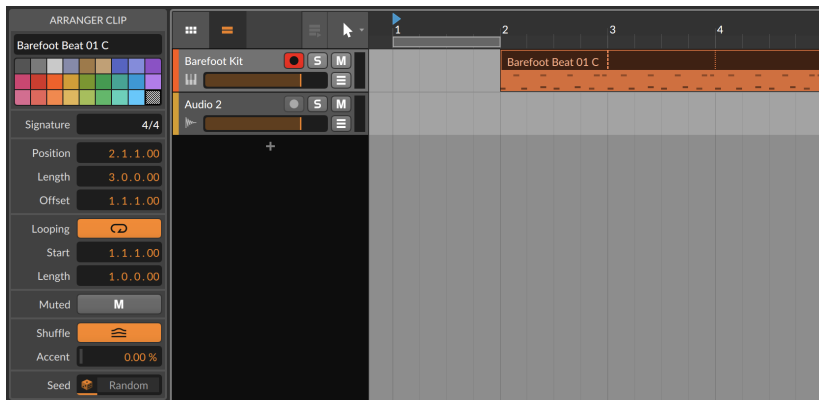 ARRANGER CLIP
Barefoot Beat 01 C
Signature 4/4
Position 2.1.1.00
Length 3.0.0.00
Offset 1.1.1.00
Looping
Start 1.1.1.00
Length 1.0.0.00
Muted M
Shuffle
Accent 0.00 %
Seed Random
1 2 3 4
Barefoot Kit S M
Audio 2 S M
+
Barefoot Beat 01 C